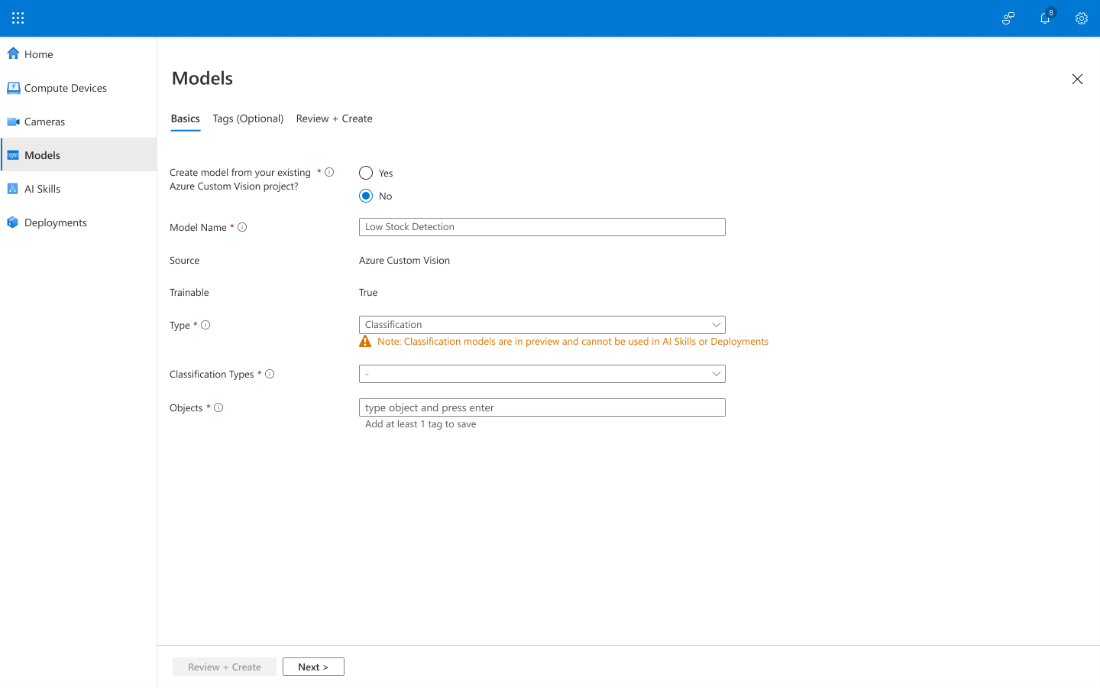 8
Home
Compute Devices
Cameras
Models
AI Skills
Deployments
Models
Basics Tags (Optional) Review + Create
Create model from your existing * Yes
Azure Custom Vision project? No
Model Name * Low Stock Detection
Source Azure Custom Vision
Trainable True
Type * Classification
Note: Classification models are in preview and cannot be used in AI Skills or Deployments
Classification Types * -
Objects * type object and press enter
Add at least 1 tag to save
Review + Create Next >